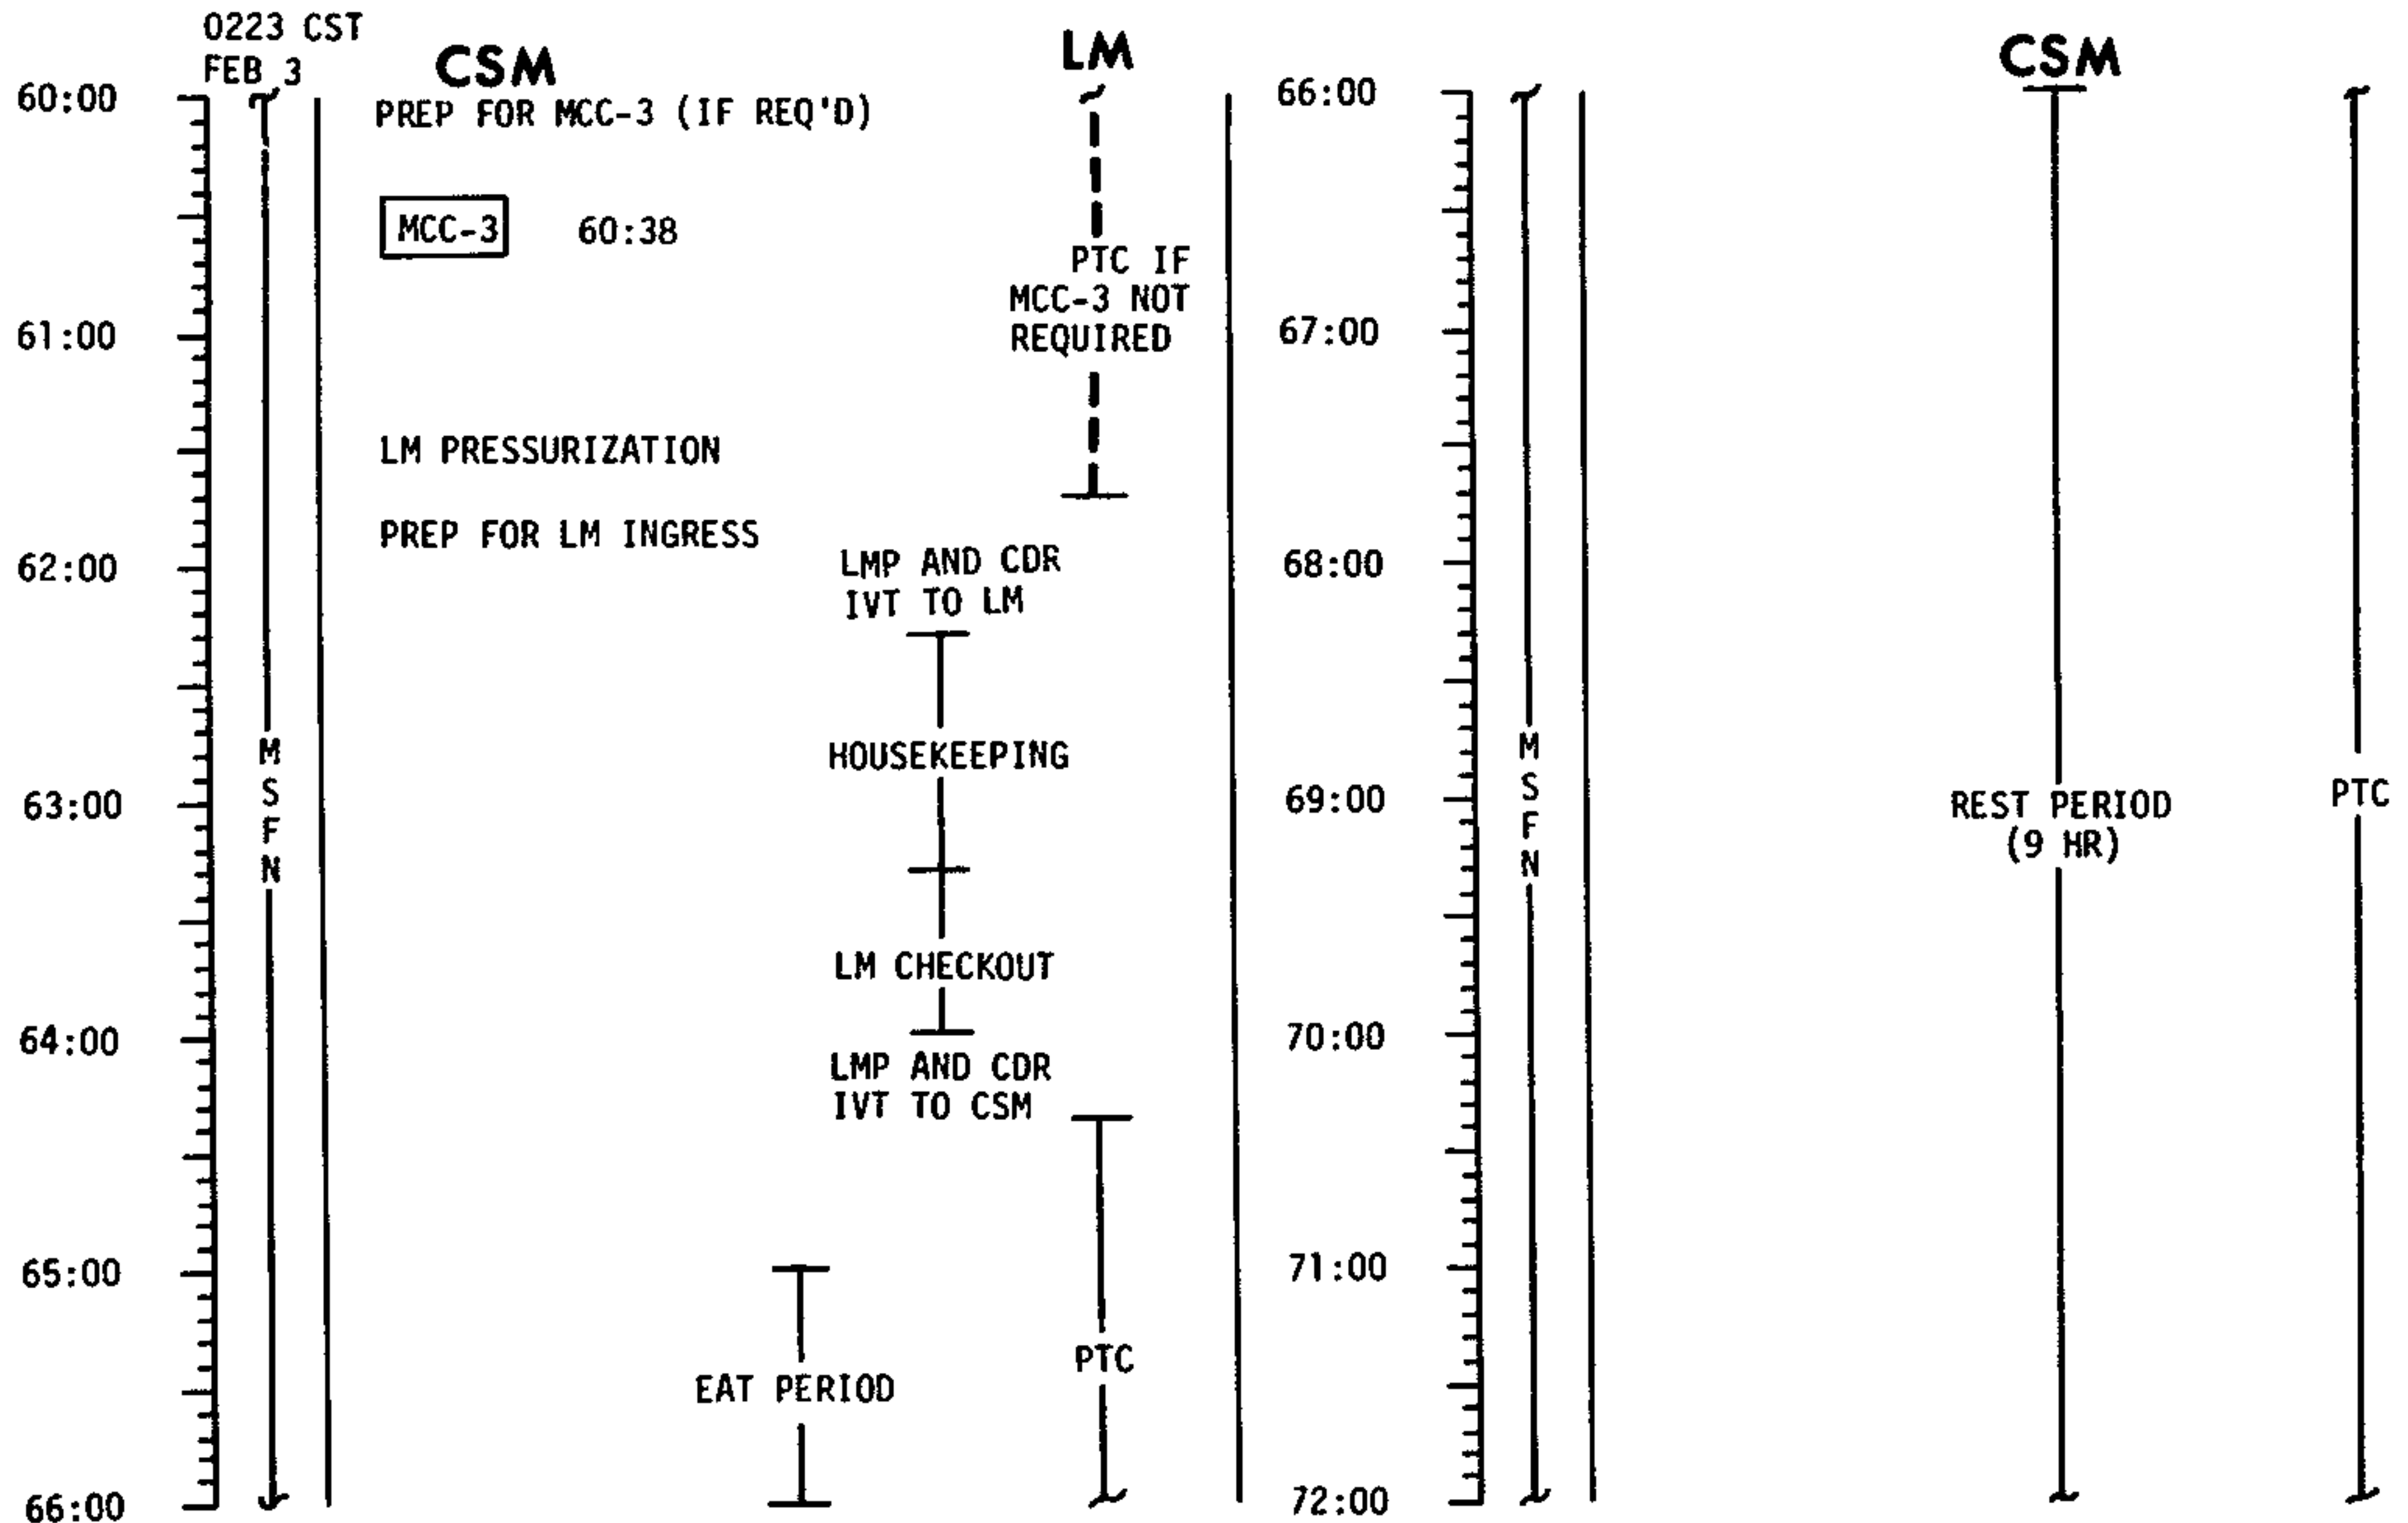 0223 CST
FEB 3
CSM
LM
60:00
PREP FOR MCC-3 (IF REQ'D)
MCC-3
60:38
PTC IF
MCC-3 NOT
REQUIRED
61:00
LM PRESSURIZATION
PREP FOR LM INGRESS
62:00
LMP AND CDR
IVT TO LM
HOUSEKEEPING
MSFN
63:00
LM CHECKOUT
64:00
LMP AND CDR
IVT TO CSM
65:00
PTC
EAT PERIOD
66:00
CSM
66:00
67:00
68:00
MSFN
69:00
REST PERIOD
(9 HR)
PTC
70:00
71:00
72:00